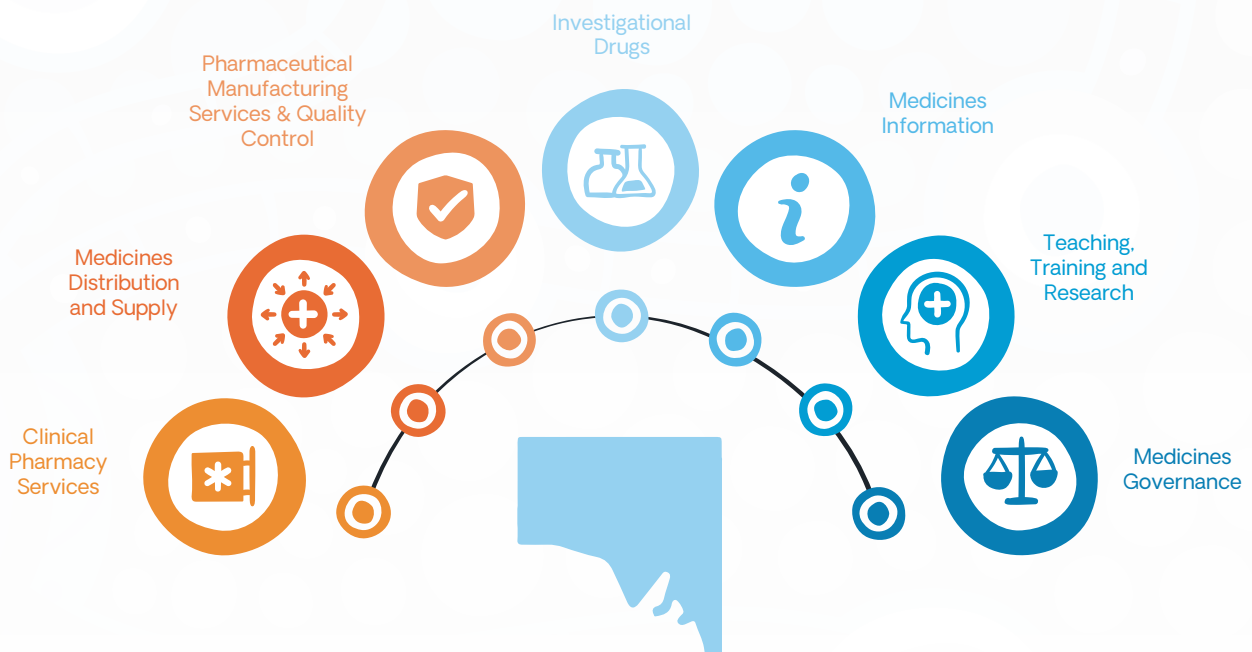 Investigational
Drugs
Pharmaceutical
Manufacturing
Services & Quality
Control
Medicines
Information
Medicines
Distribution
and Supply
Teaching,
Training and
Research
Clinical
Pharmacy
Services
Medicines
Governance